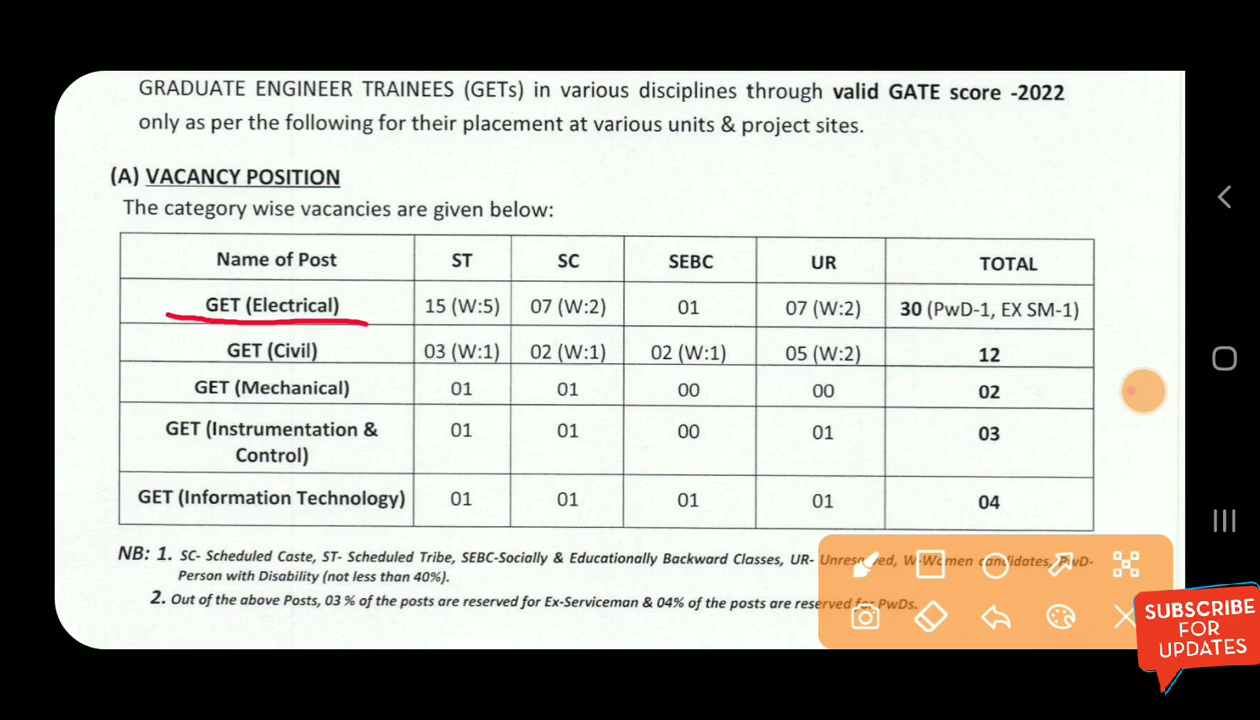 GRADUATE ENGINEER TRAINEES (GETs) in various disciplines through valid GATE score -2022
only as per the following for their placement at various units & project sites.
(A) VACANCY POSITION
The category wise vacancies are given below:
Name of Post ST SC SEBC UR TOTAL
GET (Electrical) 15 (W:5) 07 (W:2) 01 07 (W:2) 30 (PwD-1, EX SM-1)
GET (Civil) 03 (W:1) 02 (W:1) 02 (W:1) 05 (W:2) 12
GET (Mechanical) 01 01 00 00 02
GET (Instrumentation &
Control) 01 01 00 01 03
GET (Information Technology) 01 01 01 01 04
NB: 1. SC- Scheduled Caste, ST- Scheduled Tribe, SEBC-Socially & Educationally Backward Classes, UR- Unreserved, W-Women candidates, PwD-
Person with Disability (not less than 40%).
2. Out of the above Posts, 03 % of the posts are reserved for Ex-Serviceman & 04% of the posts are reserved for PwDs.
SUBSCRIBE
FOR
UPDATES